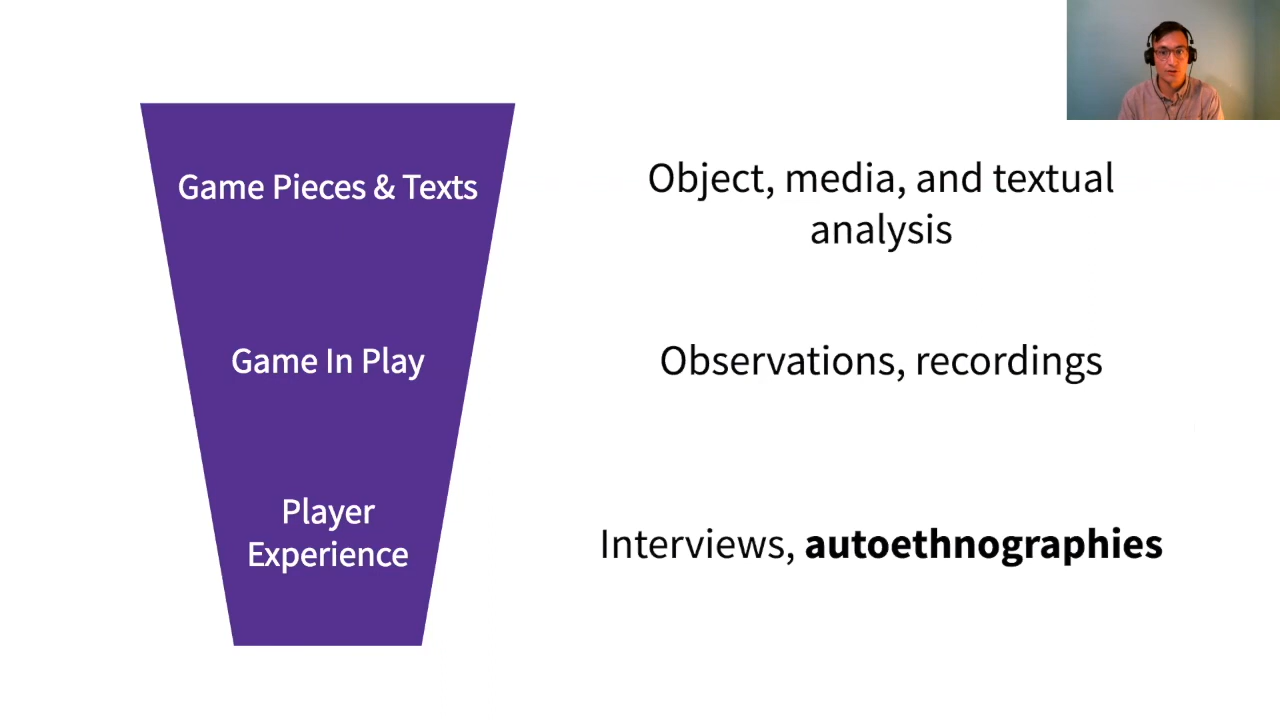 Game Pieces & Texts
Object, media, and textual
analysis
Game In Play
Observations, recordings
Player
Experience
Interviews, autoethnographies